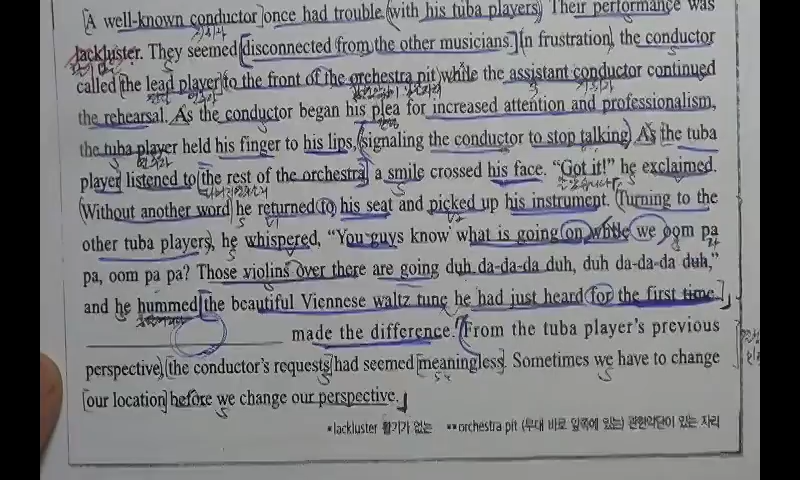 A well-known conductor once had trouble with his tuba players. Their performance was
lackluster. They seemed disconnected from the other musicians. In frustration, the conductor
called the lead player to the front of the orchestra pit while the assistant conductor continued
the rehearsal. As the conductor began his plea for increased attention and professionalism,
the tuba player held his finger to his lips, signaling the conductor to stop talking. As the tuba
player listened to the rest of the orchestra, a smile crossed his face. “Got it!” he exclaimed.
Without another word he returned to his seat and picked up his instrument. Turning to the
other tuba players, he whispered, “You guys know what is going on while we oom pa
pa, oom pa pa? Those violins over there are going duh da-da-da duh, duh da-da-da duh,”
and he hummed the beautiful Viennese waltz tune he had just heard for the first time.
made the difference. From the tuba player's previous
perspective, the conductor's requests had seemed meaningless. Sometimes we have to change
our location before we change our perspective.
*lackluster 활기가 없는 **orchestra pit (무대 바로 앞쪽에 있는) 관현악단이 있는 자리